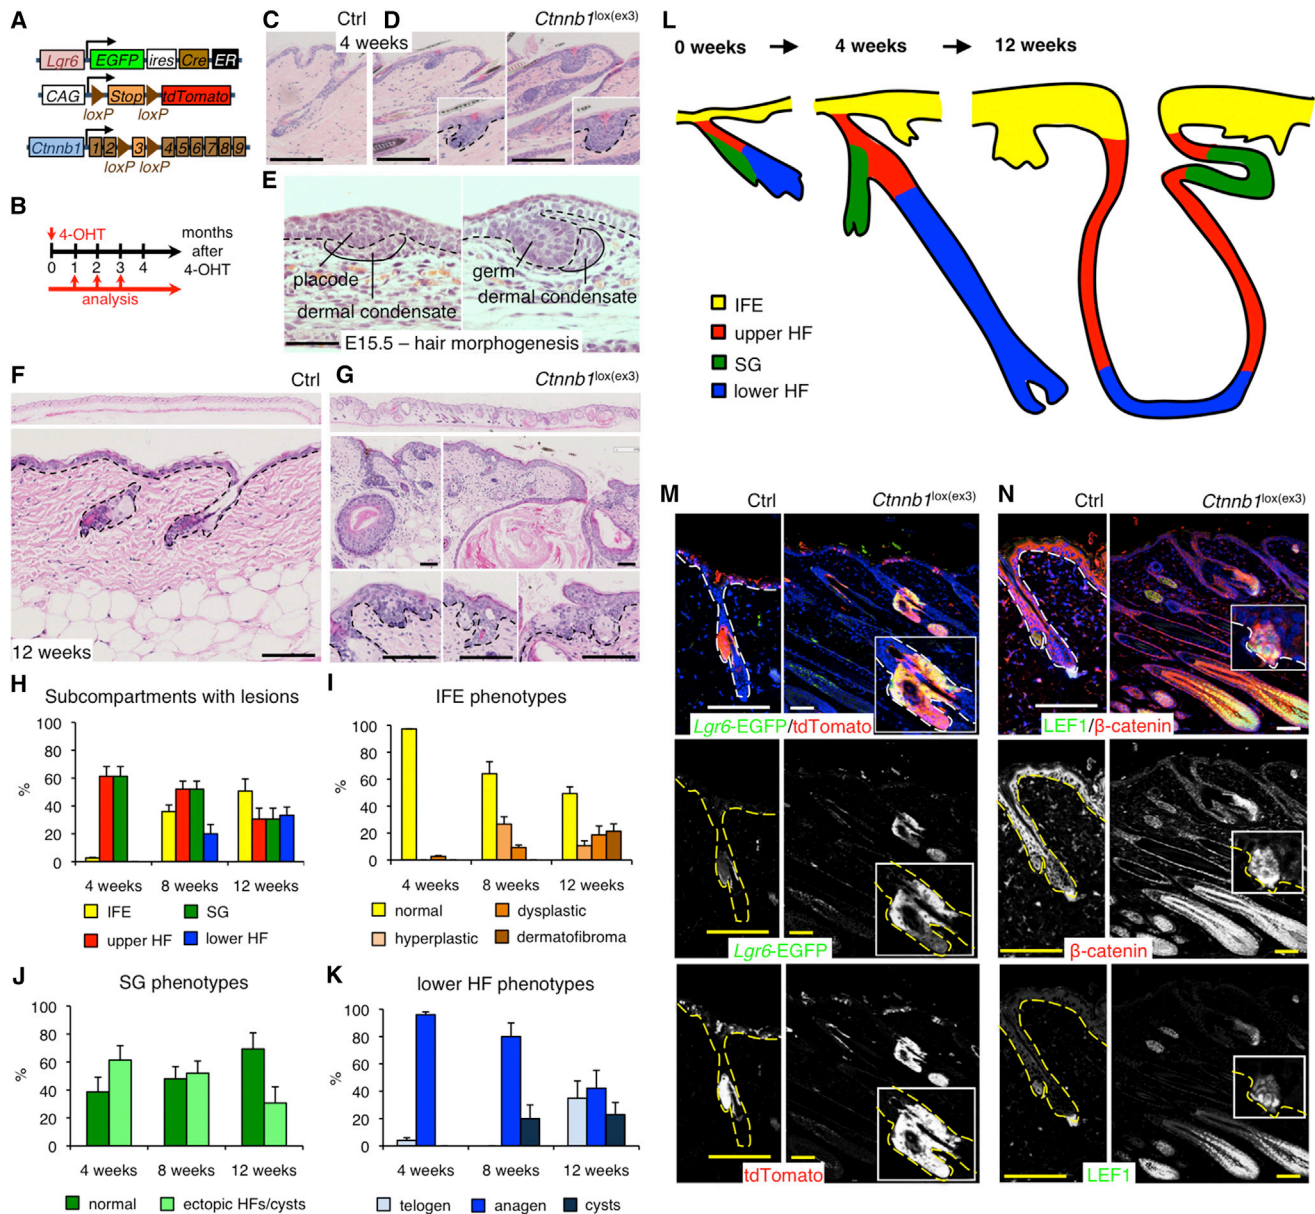 A
Lgr6 EGFP ires Cre ER
CAG Stop tdTomato
loxP loxP
Ctnnb1 1 2 3 4 5 6 7 8 9
loxP loxP
B
4-OHT
months
after
4-OHT
0 1 2 3 4
analysis
C Ctrl D Ctnnb1lox(ex3)
4 weeks
E
placode
dermal condensate
germ
dermal condensate
E15.5 – hair morphogenesis
F Ctrl
12 weeks
G Ctnnb1lox(ex3)
H Subcompartments with lesions
%
100
80
60
40
20
0
4 weeks 8 weeks 12 weeks
IFE SG
upper HF lower HF
I IFE phenotypes
%
100
80
60
40
20
0
4 weeks 8 weeks 12 weeks
normal dysplastic
hyperplastic dermatofibroma
J SG phenotypes
%
100
80
60
40
20
0
4 weeks 8 weeks 12 weeks
normal ectopic HFs/cysts
K lower HF phenotypes
%
100
80
60
40
20
0
4 weeks 8 weeks 12 weeks
telogen anagen cysts
L
0 weeks 4 weeks 12 weeks
IFE
upper HF
SG
lower HF
M Ctrl Ctnnb1lox(ex3)
Lgr6-EGFP/tdTomato
Lgr6-EGFP
tdTomato
N Ctrl Ctnnb1lox(ex3)
LEF1/β-catenin
β-catenin
LEF1